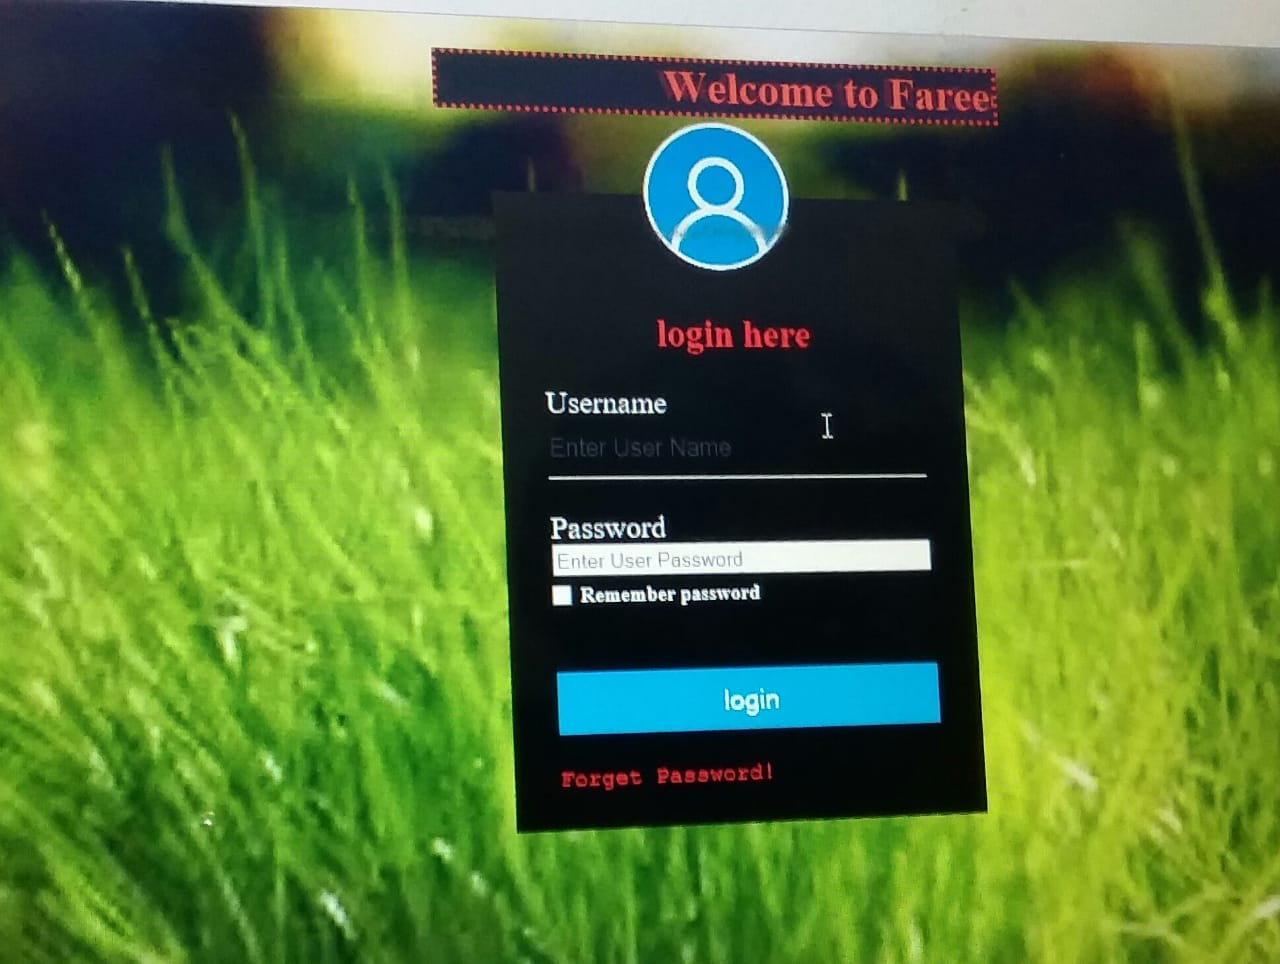 Welcome to Faree
login here
Username
Enter User Name
Password
Enter User Password
Remember password
login
Forget Password!